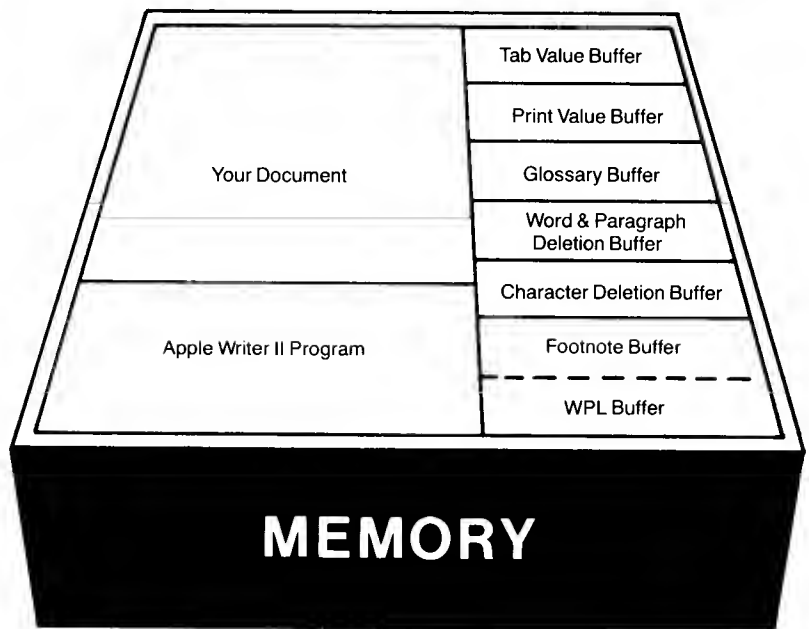 Your Document
Apple Writer II Program
Tab Value Buffer
Print Value Buffer
Glossary Buffer
Word & Paragraph
Deletion Buffer
Character Deletion Buffer
Footnote Buffer
WPL Buffer
MEMORY